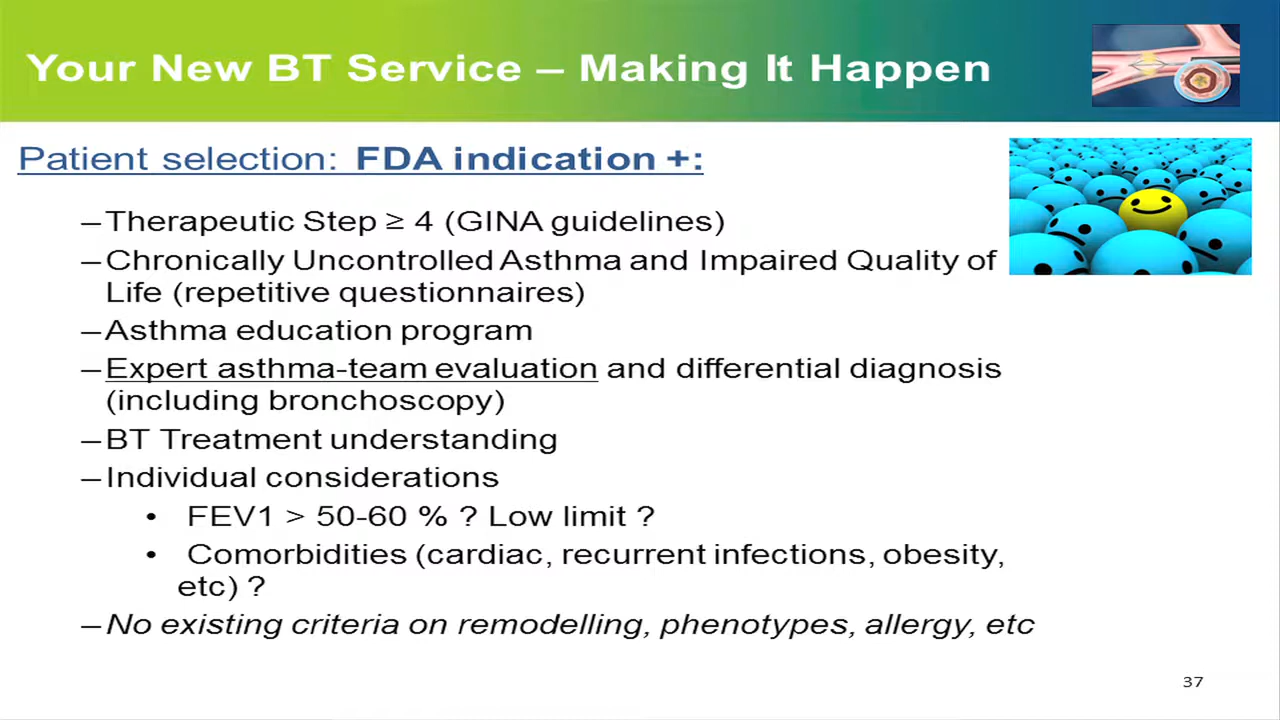 Your New BT Service – Making It Happen
Patient selection: FDA indication +:
–Therapeutic Step ≥ 4 (GINA guidelines)
–Chronically Uncontrolled Asthma and Impaired Quality of
Life (repetitive questionnaires)
–Asthma education program
–Expert asthma-team evaluation and differential diagnosis
(including bronchoscopy)
–BT Treatment understanding
–Individual considerations
• FEV1 > 50-60 % ? Low limit ?
• Comorbidities (cardiac, recurrent infections, obesity,
etc) ?
–No existing criteria on remodelling, phenotypes, allergy, etc
37